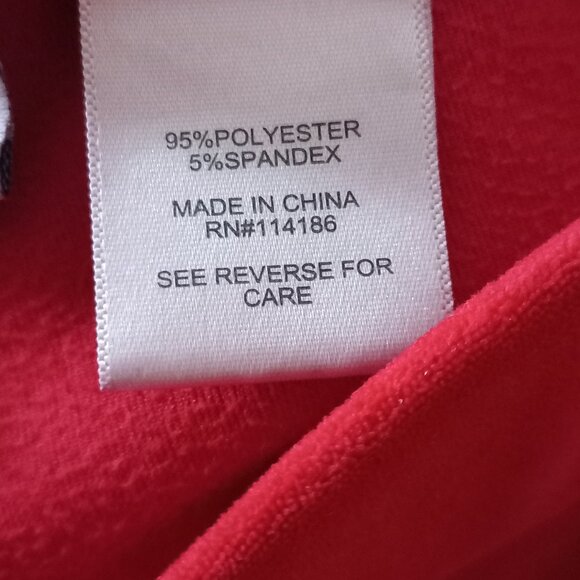 95%POLYESTER
5%SPANDEX
MADE IN CHINA
RN#114186
SEE REVERSE FOR
CARE